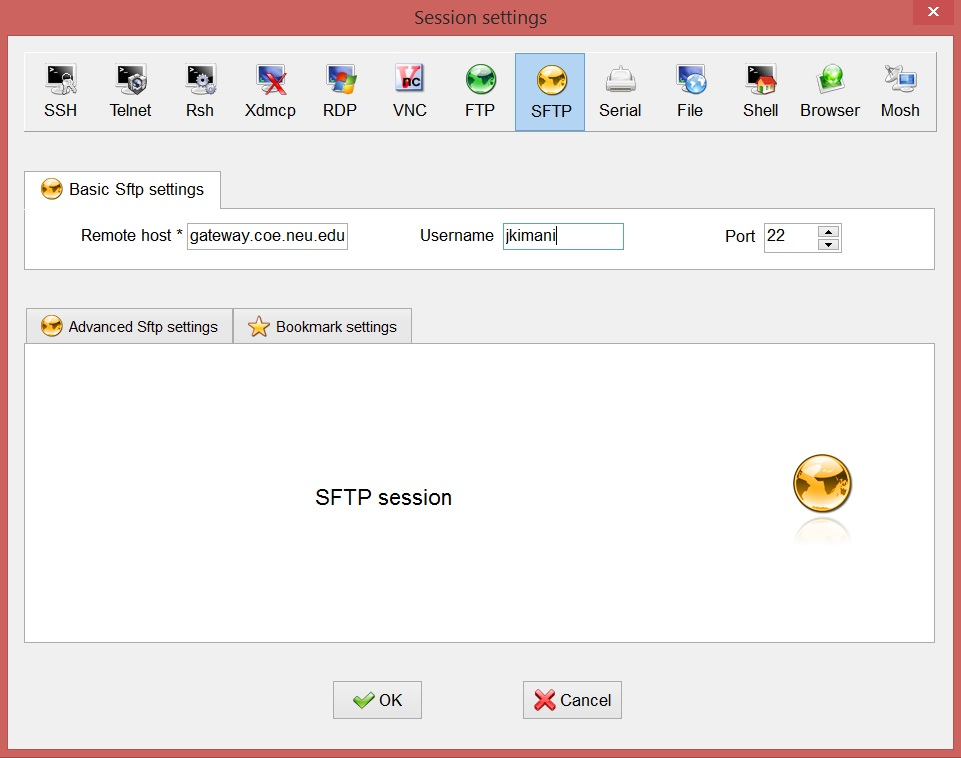 Session settings
SSH Telnet Rsh Xdmcp RDP VNC FTP SFTP Serial File Shell Browser Mosh
Basic Sftp settings
Remote host * gateway.coe.neu.edu Username jkimani Port 22
Advanced Sftp settings Bookmark settings
SFTP session
OK Cancel